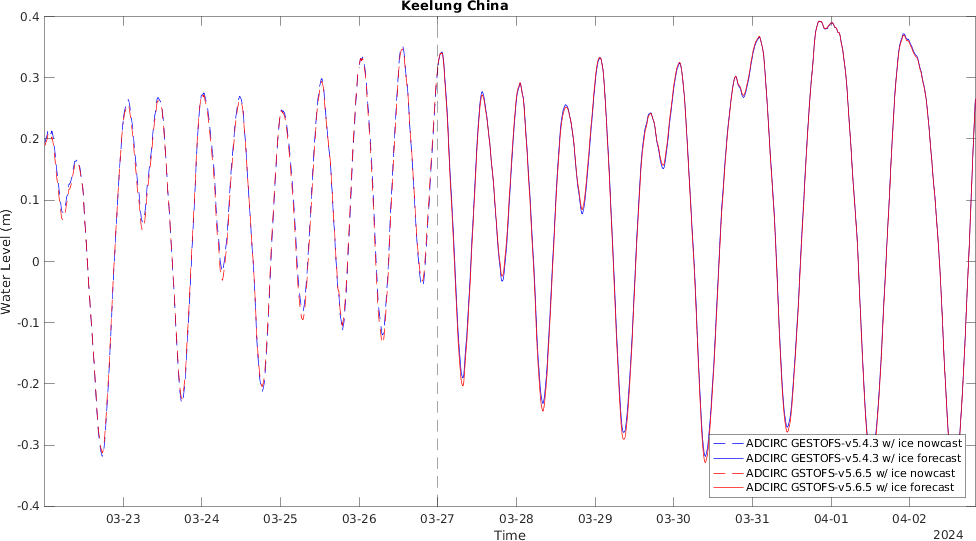 Keelung China
0.4
0.3
0.2
0.1
0
-0.1
-0.2
-0.3
-0.4
Water Level (m)
ADCIRC GESTOFS-v5.4.3 w/ ice nowcast
ADCIRC GESTOFS-v5.4.3 w/ ice forecast
ADCIRC GSTOFS-v5.6.5 w/ ice nowcast
ADCIRC GSTOFS-v5.6.5 w/ ice forecast
03-23 03-24 03-25 03-26 03-27 03-28 03-29 03-30 03-31 04-01 04-02
Time
2024